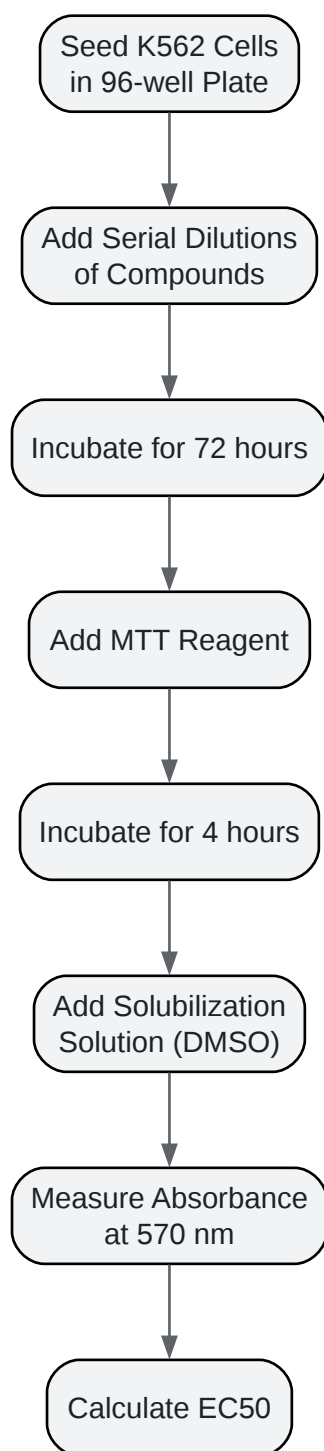 Seed K562 Cells
in 96-well Plate
Add Serial Dilutions
of Compounds
Incubate for 72 hours
Add MTT Reagent
Incubate for 4 hours
Add Solubilization
Solution (DMSO)
Measure Absorbance
at 570 nm
Calculate EC50